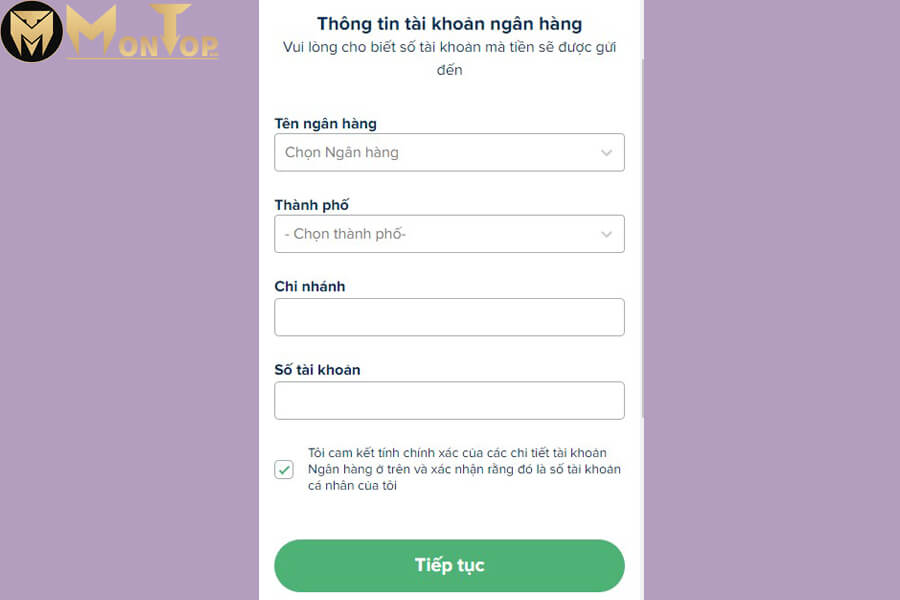 MONTOP
Thông tin tài khoản ngân hàng
Vui lòng cho biết số tài khoản mà tiền sẽ được gửi
đến
Tên ngân hàng
Chọn Ngân hàng
Thành phố
- Chọn thành phố-
Chi nhánh
Số tài khoản
Tôi cam kết tính chính xác của các chi tiết tài khoản
Ngân hàng ở trên và xác nhận rằng đó là số tài khoản
cá nhân của tôi
Tiếp tục